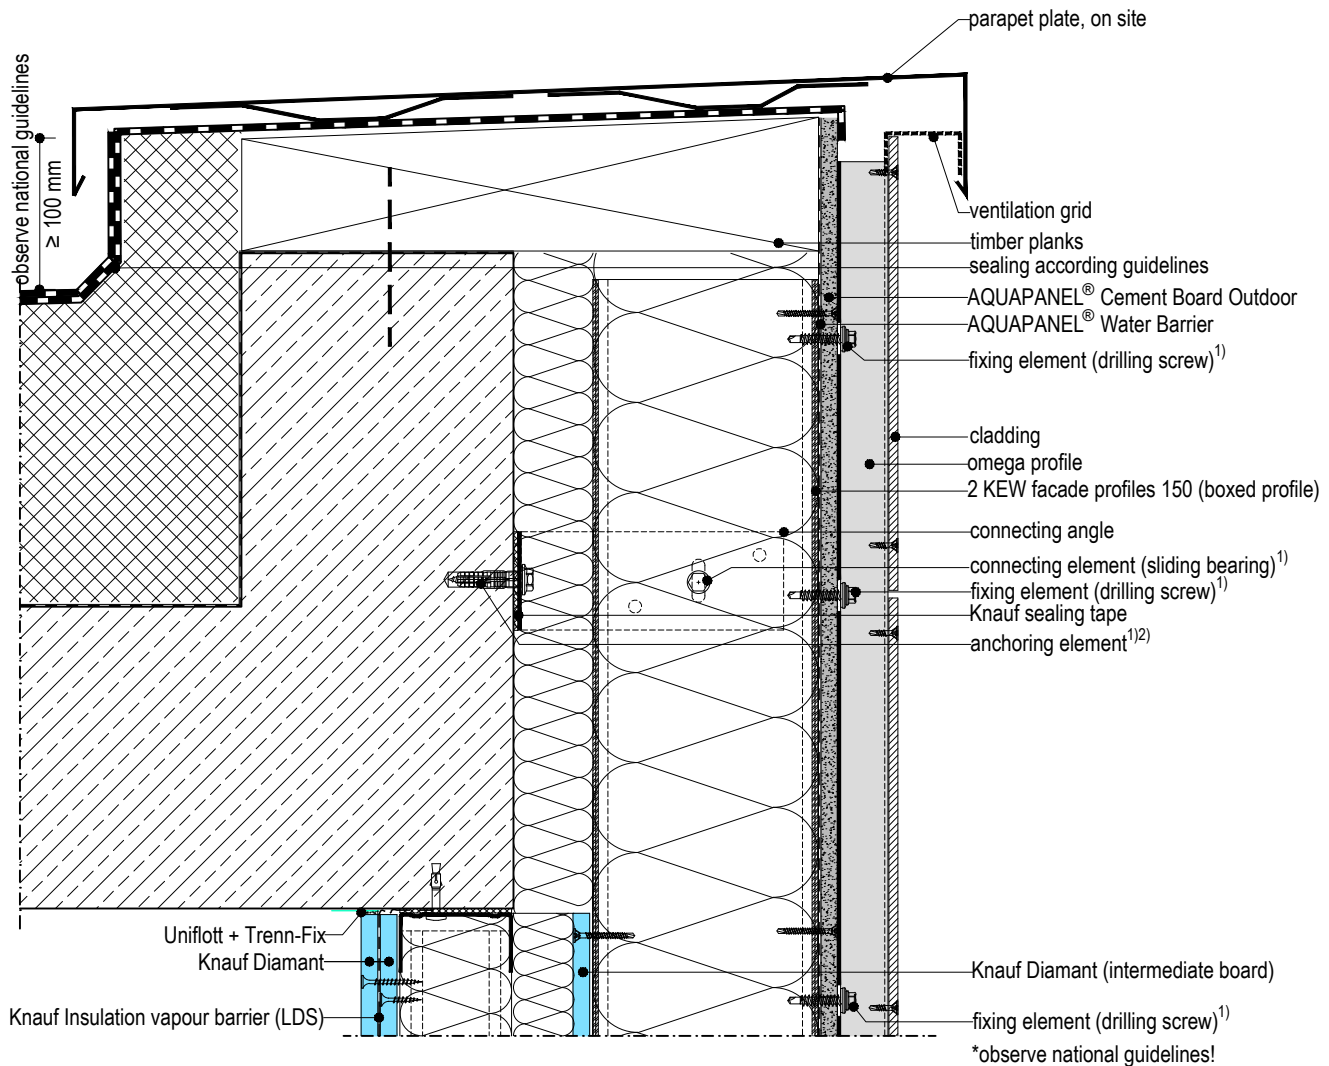 parapet plate, on site
observe national guidelines
≥ 100 mm
ventilation grid
timber planks
sealing according guidelines
AQUAPANEL® Cement Board Outdoor
AQUAPANEL® Water Barrier
fixing element (drilling screw)1)
cladding
omega profile
2 KEW facade profiles 150 (boxed profile)
connecting angle
connecting element (sliding bearing)1)
fixing element (drilling screw)1)
Knauf sealing tape
anchoring element1)2)
Uniflott + Trenn-Fix
Knauf Diamant
Knauf Diamant (intermediate board)
Knauf Insulation vapour barrier (LDS)
fixing element (drilling screw)1)
*observe national guidelines!